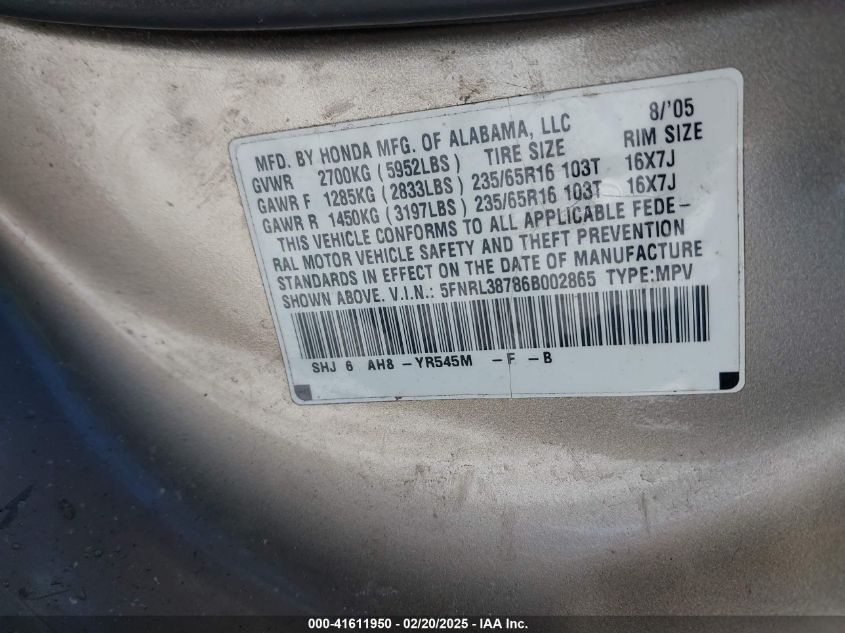 MFD. BY HONDA MFG. OF ALABAMA, LLC 8/'05
GVWR 2700KG (5952LBS) TIRE SIZE RIM SIZE
GAWR F 1285KG (2833LBS) 235/65R16 103T 16X7J
GAWR R 1450KG (3197LBS) 235/65R16 103T 16X7J
THIS VEHICLE CONFORMS TO ALL APPLICABLE FEDE-
RAL MOTOR VEHICLE SAFETY AND THEFT PREVENTION
STANDARDS IN EFFECT ON THE DATE OF MANUFACTURE
SHOWN ABOVE. V.I.N.: 5FNRL38786B002865 TYPE:MPV
SHJ 6 AH8 -YR545M -F -B
000-41611950 - 02/20/2025 - IAA Inc.